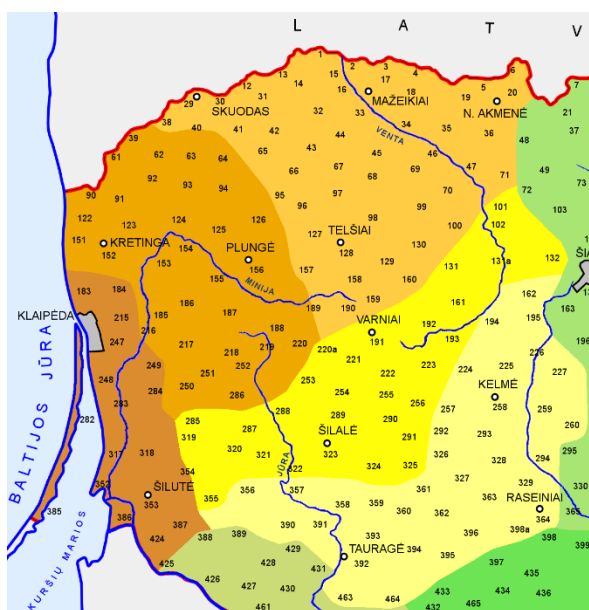 L A T V
1
2 3 4 5 6
12 13 14 16 17 18 19 20 7
29 30 31 MAŽEIKIAI N. AKMENĖ
SKUODAS 32 33 34 21
38 40 41 42 44 VENTA 35 36 37
39 43 45 46 47 48
61 62 63 64 65 66 67 68 69 71 49
90 91 92 93 94 95 96 97 70 72 73
122 123 124 125 126 98 99 100 101 102 103
151 KRETINGA 154 127 TELŠIAI 130
152 153 PLUNGĖ 128 129 131 131a 132
155 156 157 158 160
183 184 MINIJA 159 161 162
KLAIPĖDA 215 185 186 187 189 190 163
216 188 VARNIAI 192 194 195
247 217 218 219 220 220a 191 193 196
248 249 250 251 252 221 222 223 224 225 226 227
253 KELMĖ
282 283 284 286 254 255 256 257 258 259
BALTIJOS JŪRA 285 287 288 289 290 260
319 ŠILALĖ 291 292 293
317 318 320 321 323 326 328 294 295
354 322 324 325 327 329 330
352 ŠILUTĖ 355 356 357 JŪRA 361 363 RASEINIAI
385 353 358 359 360 362 364 365
386 387 388 389 390 391 393 396 398a 398 399
KURŠIŲ MARIOS 424 429 TAURAGĖ 394 395 397
425 426 427 428 430 431 392 435
461 463 464 432 433 465 434 436